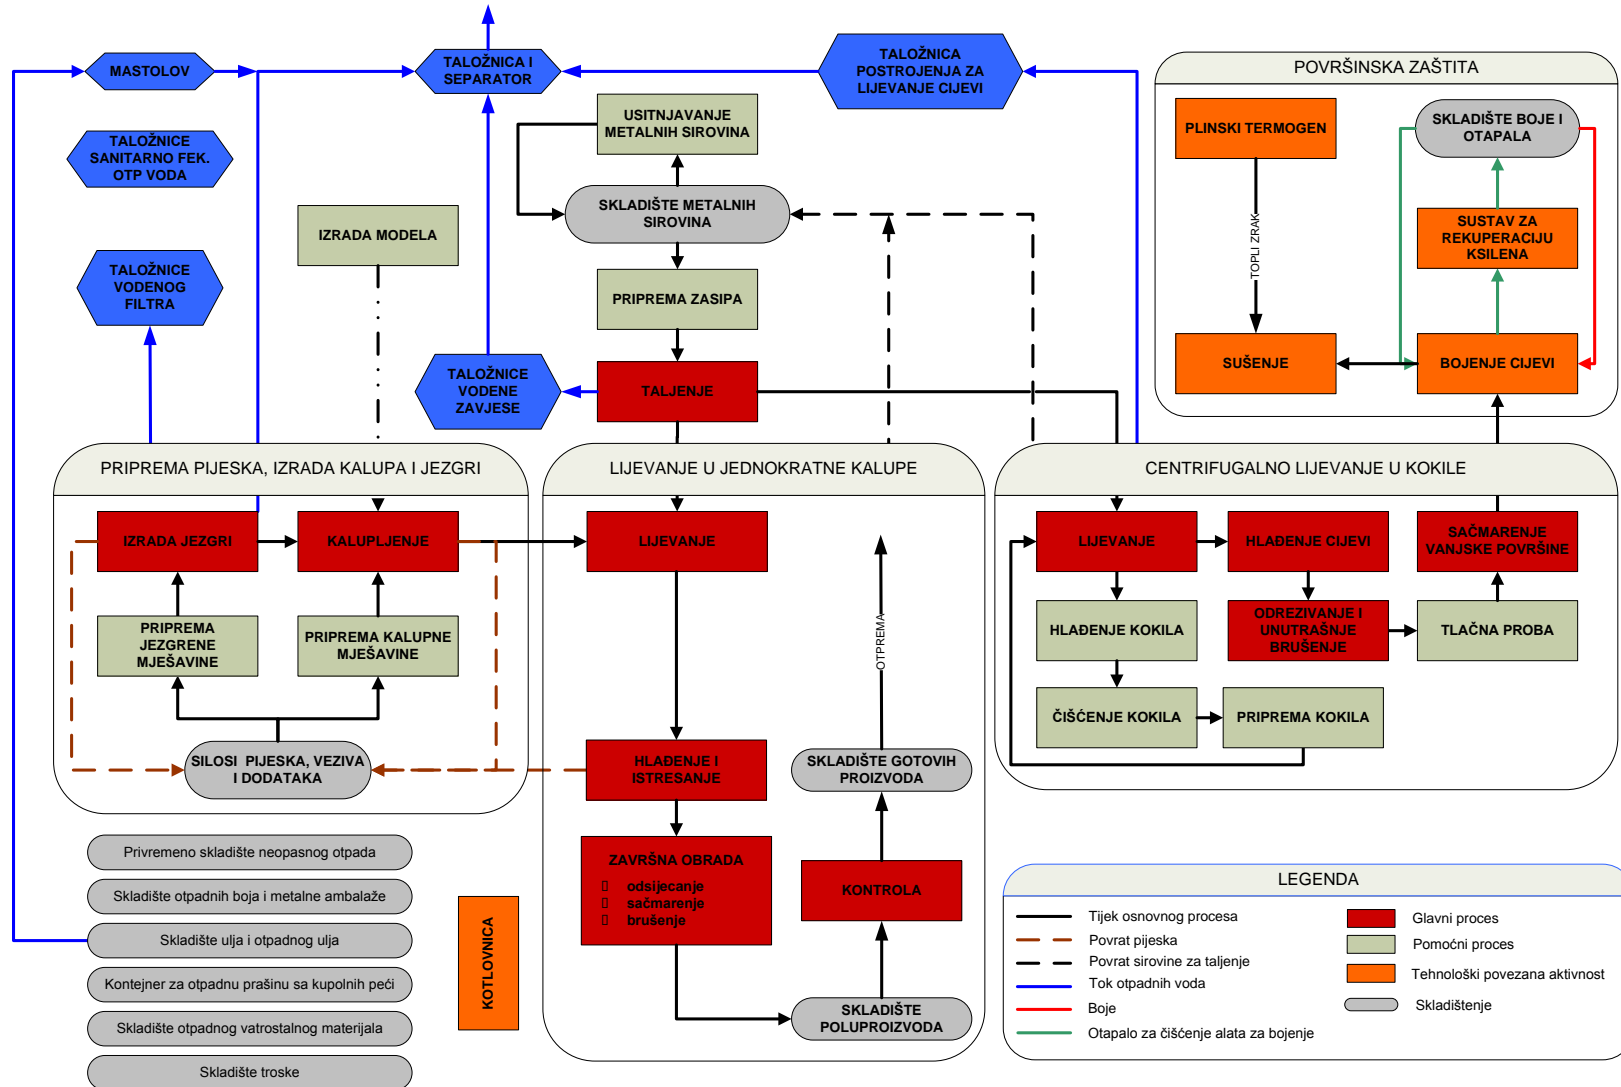 MASTOLOV
TALOŽNICA I
SEPARATOR
TALOŽNICA
POSTROJENJA ZA
LIJEVANJE CIJEVI
TALOŽNICE
SANITARNO FEK.
OTP VODA
TALOŽNICE
VODENOG
FILTRA
IZRADA MODELA
USITNJAVANJE
METALNIH SIROVINA
SKLADIŠTE METALNIH
SIROVINA
PRIPREMA ZASIPA
TALJENJE
TALOŽNICE
VODENE
ZAVJESE
POVRŠINSKA ZAŠTITA
PLINSKI TERMOGEN
SKLADIŠTE BOJE I
OTAPALA
TOPLI ZRAK
SUSTAV ZA
REKUPERACIJU
KSILENA
SUŠENJE
BOJENJE CIJEVI
PRIPREMA PIJESKA, IZRADA KALUPA I JEZGRI
IZRADA JEZGRI
KALUPLJENJE
PRIPREMA
JEZGRENE
MJEŠAVINE
PRIPREMA KALUPNE
MJEŠAVINE
SILOSI PIJESKA, VEZIVA
I DODATAKA
LIJEVANJE U JEDNOKRATNE KALUPE
LIJEVANJE
OTPREMA
HLAĐENJE I
ISTRESANJE
SKLADIŠTE GOTOVIH
PROIZVODA
ZAVRŠNA OBRADA
odsijecanje
sačmarenje
brušenje
KONTROLA
SKLADIŠTE
POLUPROIZVODA
CENTRIFUGALNO LIJEVANJE U KOKILE
LIJEVANJE
HLAĐENJE CIJEVI
SAČMARENJE
VANJSKE POVRŠINE
HLAĐENJE KOKILA
ODREZIVANJE I
UNUTRAŠNJE
BRUŠENJE
TLAČNA PROBA
ČIŠĆENJE KOKILA
PRIPREMA KOKILA
Privremeno skladište neopasnog otpada
Skladište otpadnih boja i metalne ambalaže
Skladište ulja i otpadnog ulja
Kontejner za otpadnu prašinu sa kupolnih peći
Skladište otpadnog vatrostalnog materijala
Skladište troske
KOTLOVNICA
LEGENDA
Tijek osnovnog procesa
Povrat pijeska
Povrat sirovine za taljenje
Tok otpadnih voda
Boje
Otapalo za čišćenje alata za bojenje
Glavni proces
Pomoćni proces
Tehnološki povezana aktivnost
Skladištenje